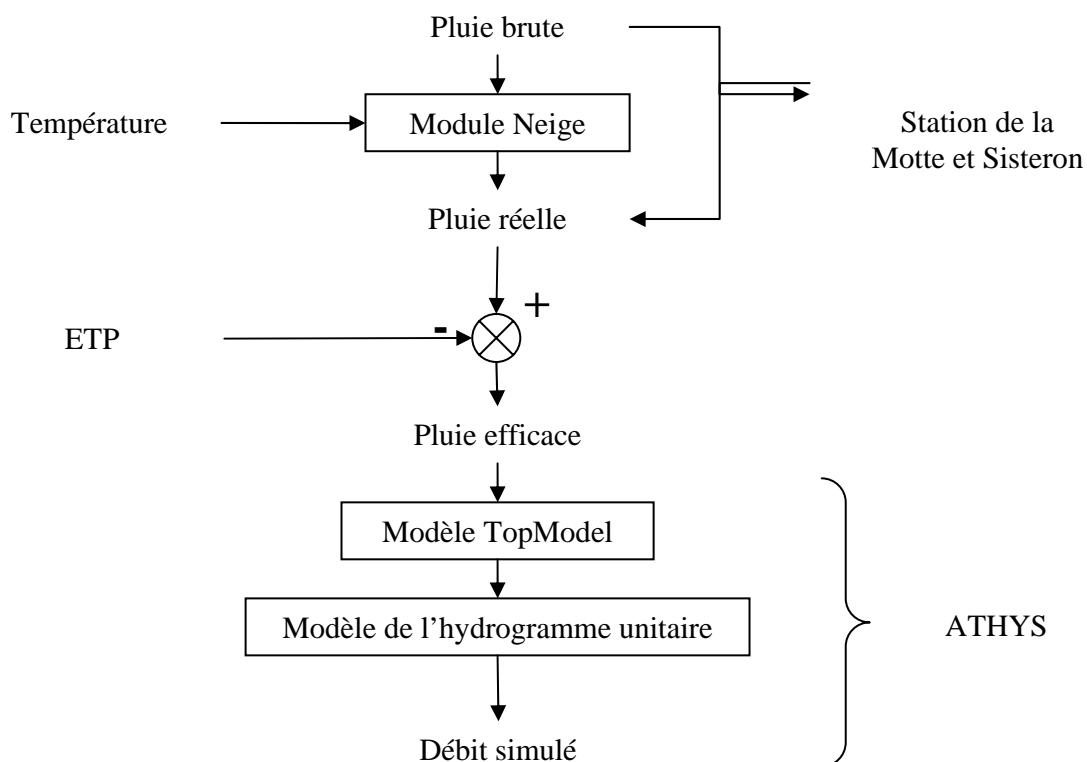 Pluie brute
Température
Module Neige
Station de la
Motte et Sisteron
Pluie réelle
+
ETP
-
Pluie efficace
Modèle TopModel
Modèle de l’hydrogramme unitaire
ATHYS
Débit simulé